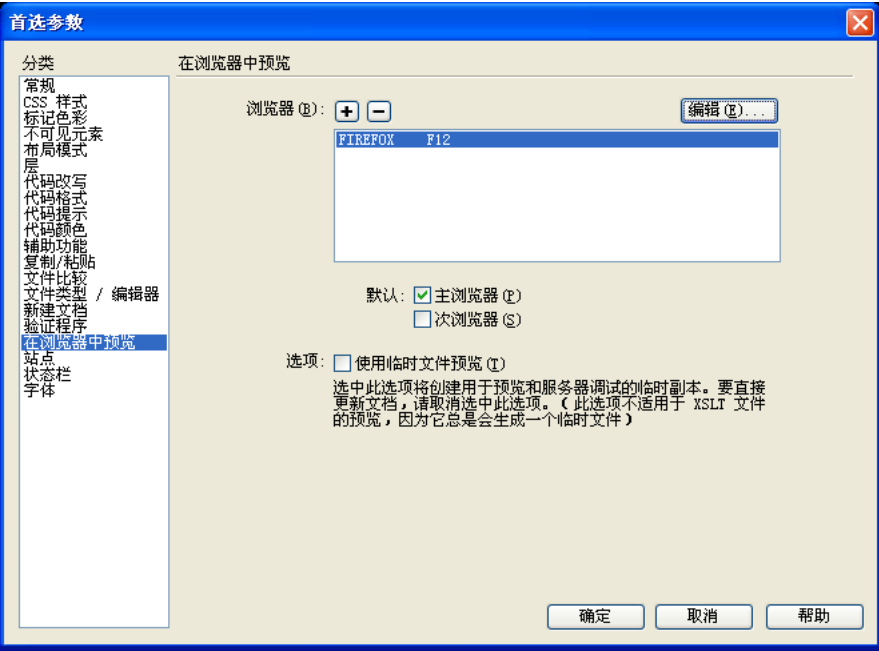 首选参数
分类
常规
CSS 样式
标记色彩
不可见元素
布局模式
层
代码改写
代码格式
代码提示
代码颜色
辅助功能
复制/粘贴
文件比较
文件类型 / 编辑器
新建文档
验证程序
在浏览器中预览
站点
状态栏
字体
在浏览器中预览
浏览器(B):
编辑(E)...
FIREFOX F12
默认: 主浏览器(P)
次浏览器(S)
选项: 使用临时文件预览(T)
选中此选项将创建用于预览和服务器调试的临时副本。要直接
更新文档,请取消选中此选项。(此选项不适用于 XSLT 文件
的预览,因为它总是会生成一个临时文件)
确定 取消 帮助